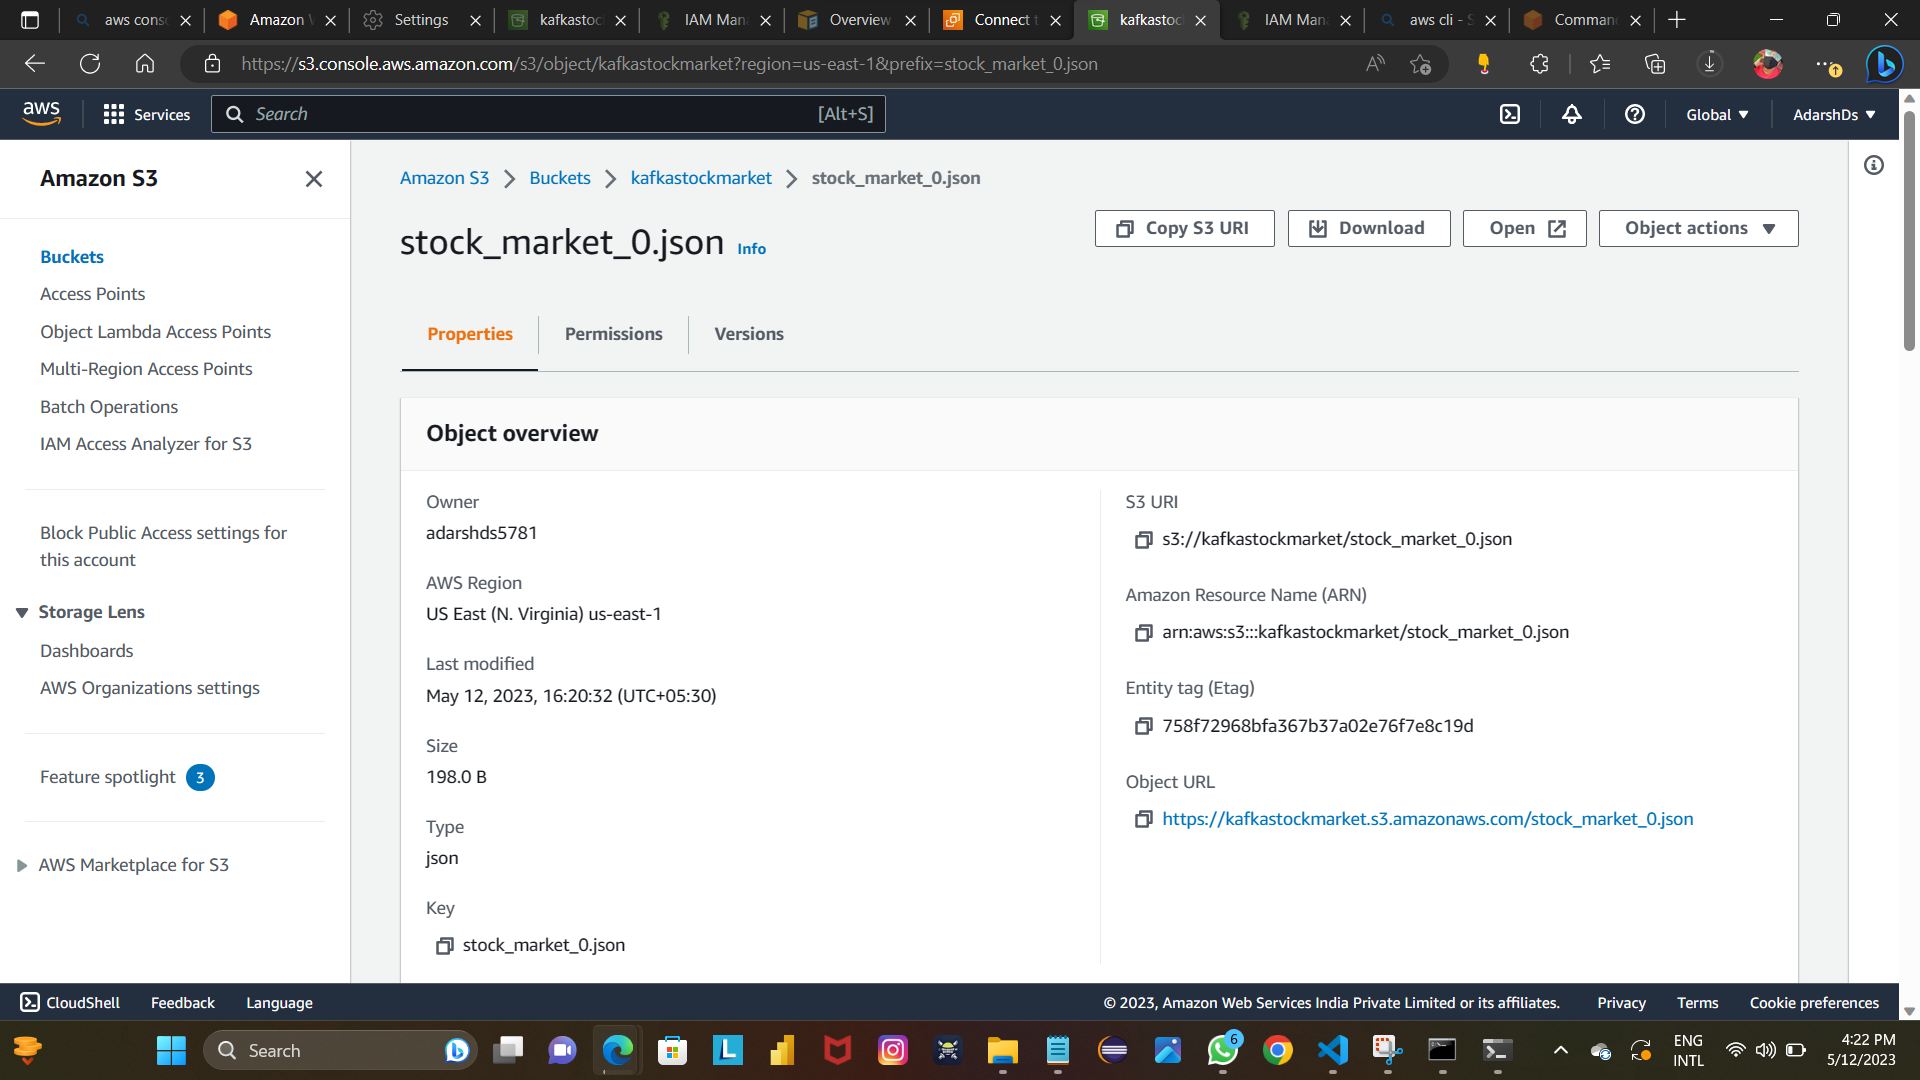 aws cons
Amazon
Settings
kafkastoc
IAM Man
Overview
Connect t
kafkastoc
IAM Man
aws cli - S
Comman
https://s3.console.aws.amazon.com/s3/object/kafkastockmarket?region=us-east-1&prefix=stock_market_0.json
aws
Services
Search
[Alt+S]
Global
AdarshDs
Amazon S3
Buckets
Access Points
Object Lambda Access Points
Multi-Region Access Points
Batch Operations
IAM Access Analyzer for S3
Block Public Access settings for
this account
Storage Lens
Dashboards
AWS Organizations settings
Feature spotlight 3
AWS Marketplace for S3
Amazon S3 > Buckets > kafkastockmarket > stock_market_0.json
stock_market_0.json Info
Copy S3 URI
Download
Open
Object actions
Properties
Permissions
Versions
Object overview
Owner
adarshds5781
AWS Region
US East (N. Virginia) us-east-1
Last modified
May 12, 2023, 16:20:32 (UTC+05:30)
Size
198.0 B
Type
json
Key
stock_market_0.json
S3 URI
s3://kafkastockmarket/stock_market_0.json
Amazon Resource Name (ARN)
arn:aws:s3:::kafkastockmarket/stock_market_0.json
Entity tag (Etag)
758f72968bfa367b37a02e76f7e8c19d
Object URL
https://kafkastockmarket.s3.amazonaws.com/stock_market_0.json
CloudShell
Feedback
Language
© 2023, Amazon Web Services India Private Limited or its affiliates.
Privacy
Terms
Cookie preferences
Search
L
6
ENG
INTL
4:22 PM
5/12/2023